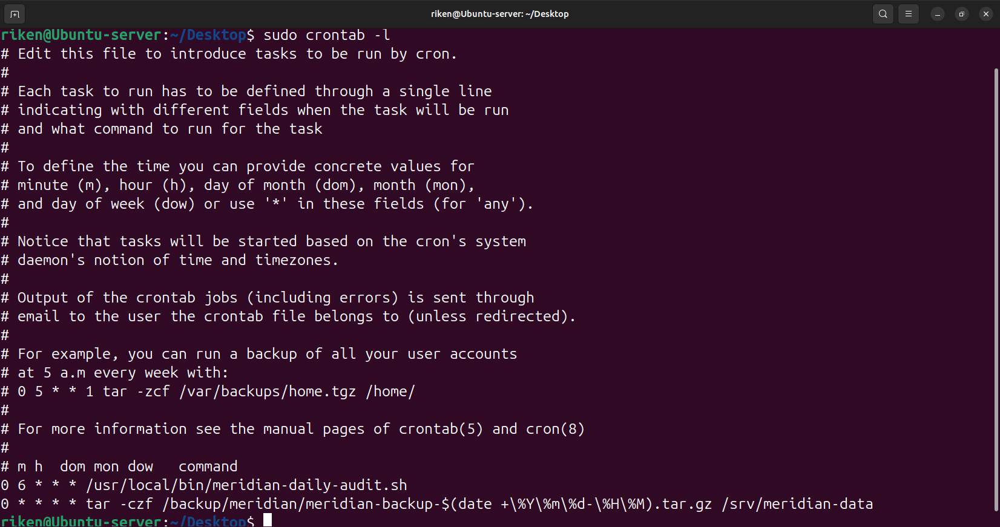 riken@Ubuntu-server: ~/Desktop
riken@Ubuntu-server:~/Desktop$ sudo crontab -l
# Edit this file to introduce tasks to be run by cron.
#
# Each task to run has to be defined through a single line
# indicating with different fields when the task will be run
# and what command to run for the task
#
# To define the time you can provide concrete values for
# minute (m), hour (h), day of month (dom), month (mon),
# and day of week (dow) or use '*' in these fields (for 'any').
#
# Notice that tasks will be started based on the cron's system
# daemon's notion of time and timezones.
#
# Output of the crontab jobs (including errors) is sent through
# email to the user the crontab file belongs to (unless redirected).
#
# For example, you can run a backup of all your user accounts
# at 5 a.m every week with:
# 0 5 * * 1 tar -zcf /var/backups/home.tgz /home/
#
# For more information see the manual pages of crontab(5) and cron(8)
#
# m h  dom mon dow   command
0 6 * * * /usr/local/bin/meridian-daily-audit.sh
0 * * * * tar -czf /backup/meridian/meridian-backup-$(date +\%Y\%m\%d-\%H\%M).tar.gz /srv/meridian-data
riken@Ubuntu-server:~/Desktop$